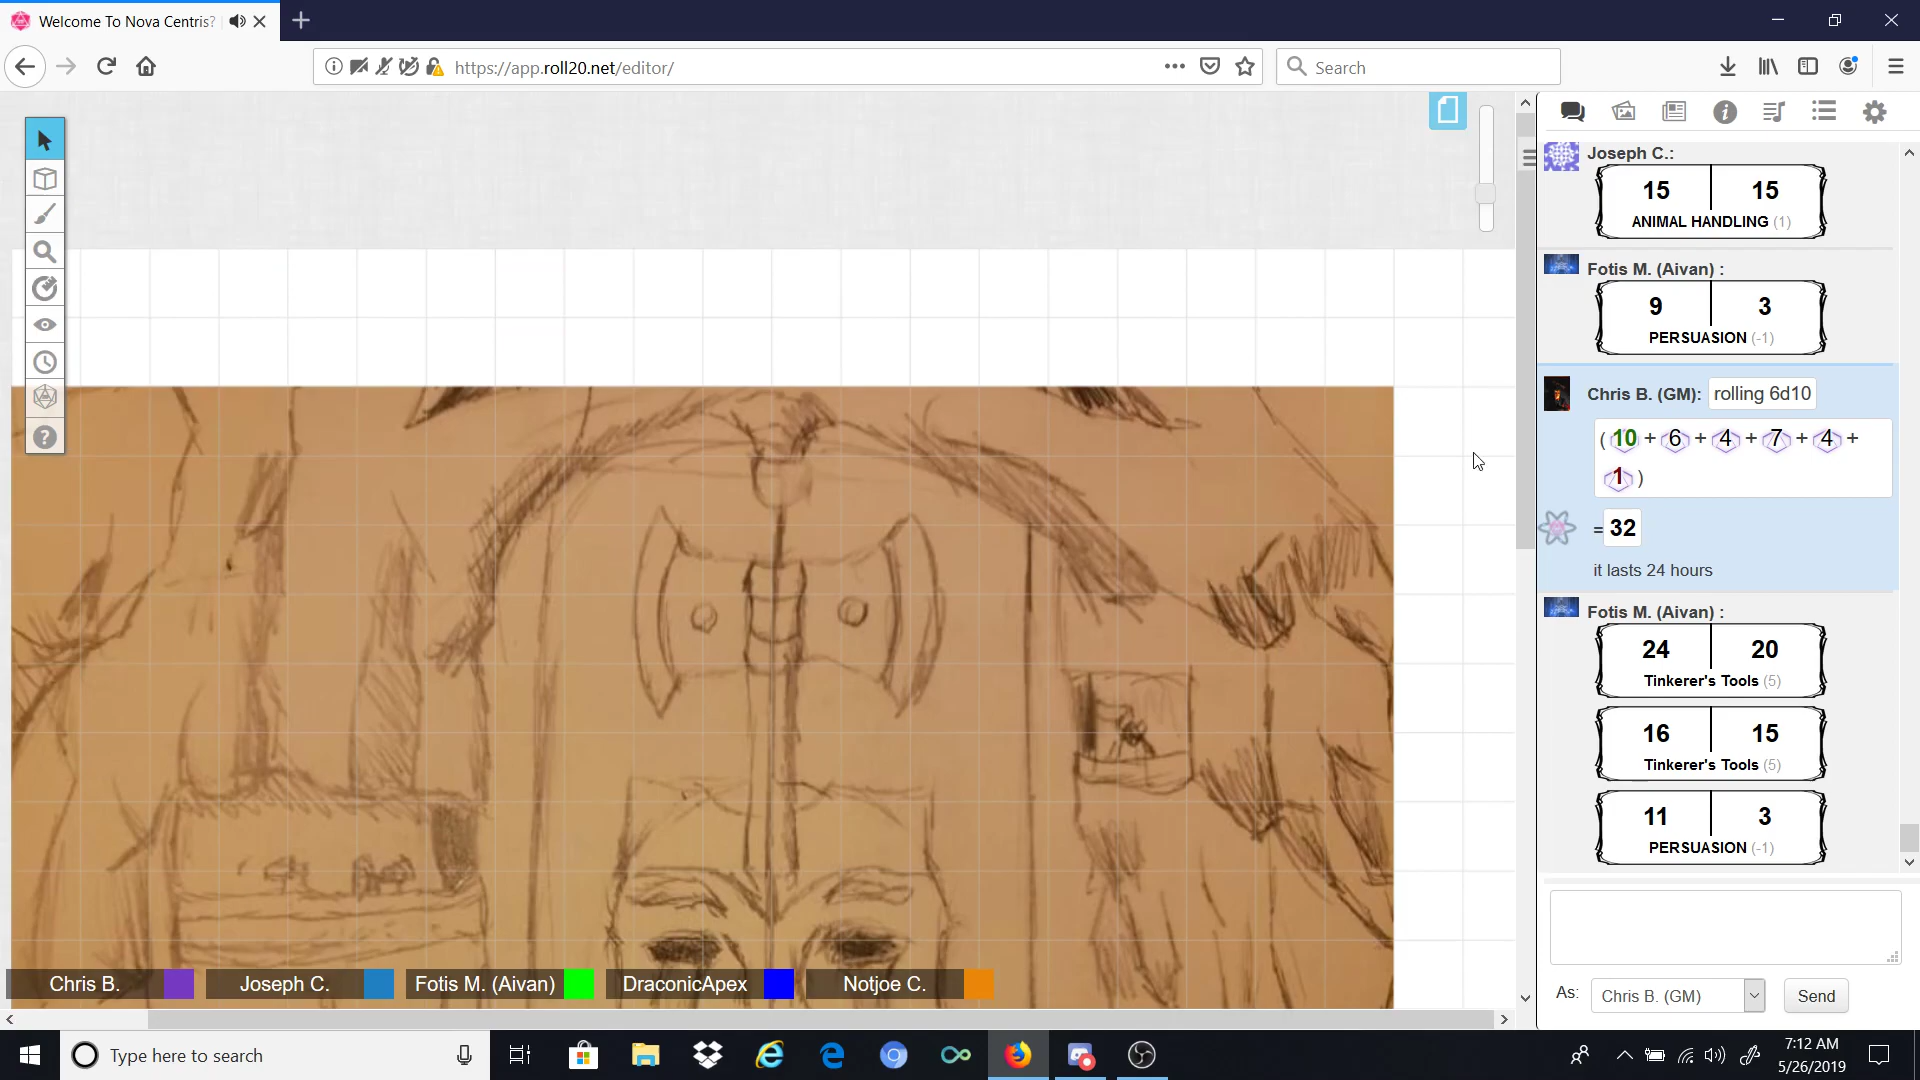 Welcome To Nova Centris?
https://app.roll20.net/editor/
Search
Joseph C.:
15 15
ANIMAL HANDLING (1)
Fotis M. (Aivan) :
9 3
PERSUASION (-1)
Chris B. (GM): rolling 6d10
( 10 + 6 + 4 + 7 + 4 +
1 )
= 32
it lasts 24 hours
Fotis M. (Aivan) :
24 20
Tinkerer's Tools (5)
16 15
Tinkerer's Tools (5)
11 3
PERSUASION (-1)
Chris B. Joseph C. Fotis M. (Aivan) DraconicApex Notjoe C.
As: Chris B. (GM) Send
Type here to search
7:12 AM
5/26/2019